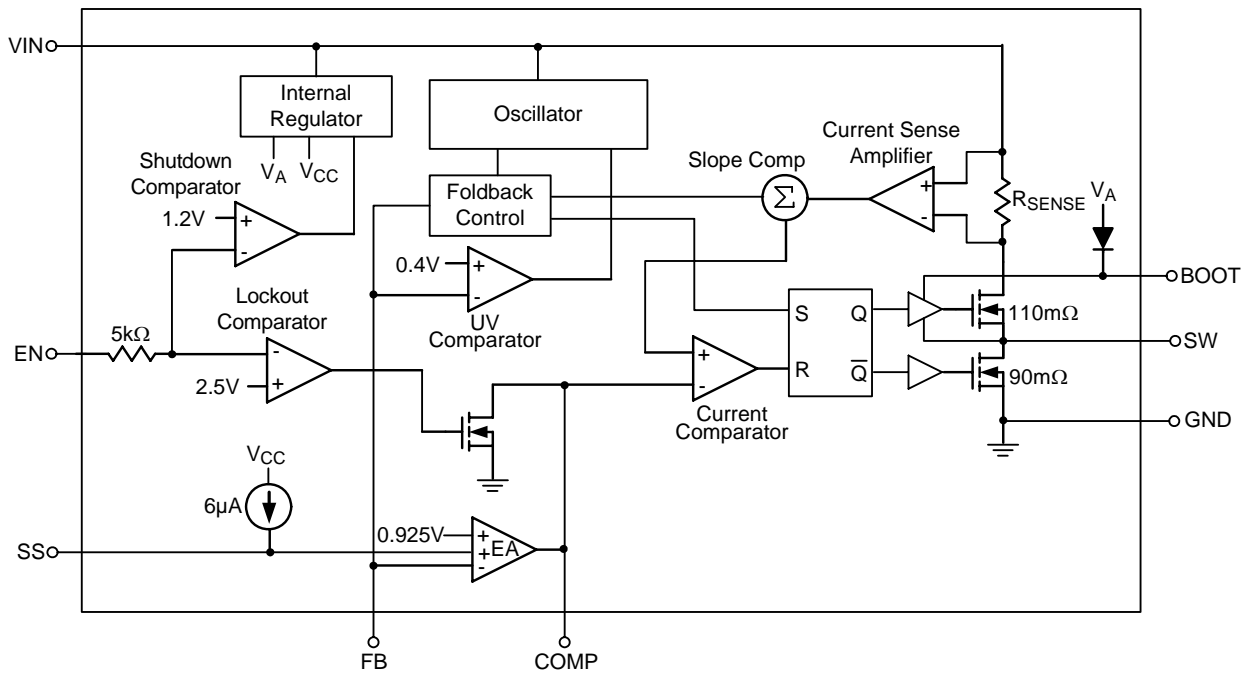 VIN
Internal
Regulator
Oscillator
Current Sense
Amplifier
Shutdown
Comparator
VA
VCC
Slope Comp
Foldback
Control
Σ
+
-
RSENSE
VA
1.2V
+
-
0.4V
+
-
UV
Comparator
BOOT
Lockout
Comparator
5kΩ
EN
-
+
2.5V
S
Q
R
Q̅
110mΩ
SW
90mΩ
+
-
Current
Comparator
GND
VCC
6µA
0.925V
+
+
-
EA
SS
FB
COMP